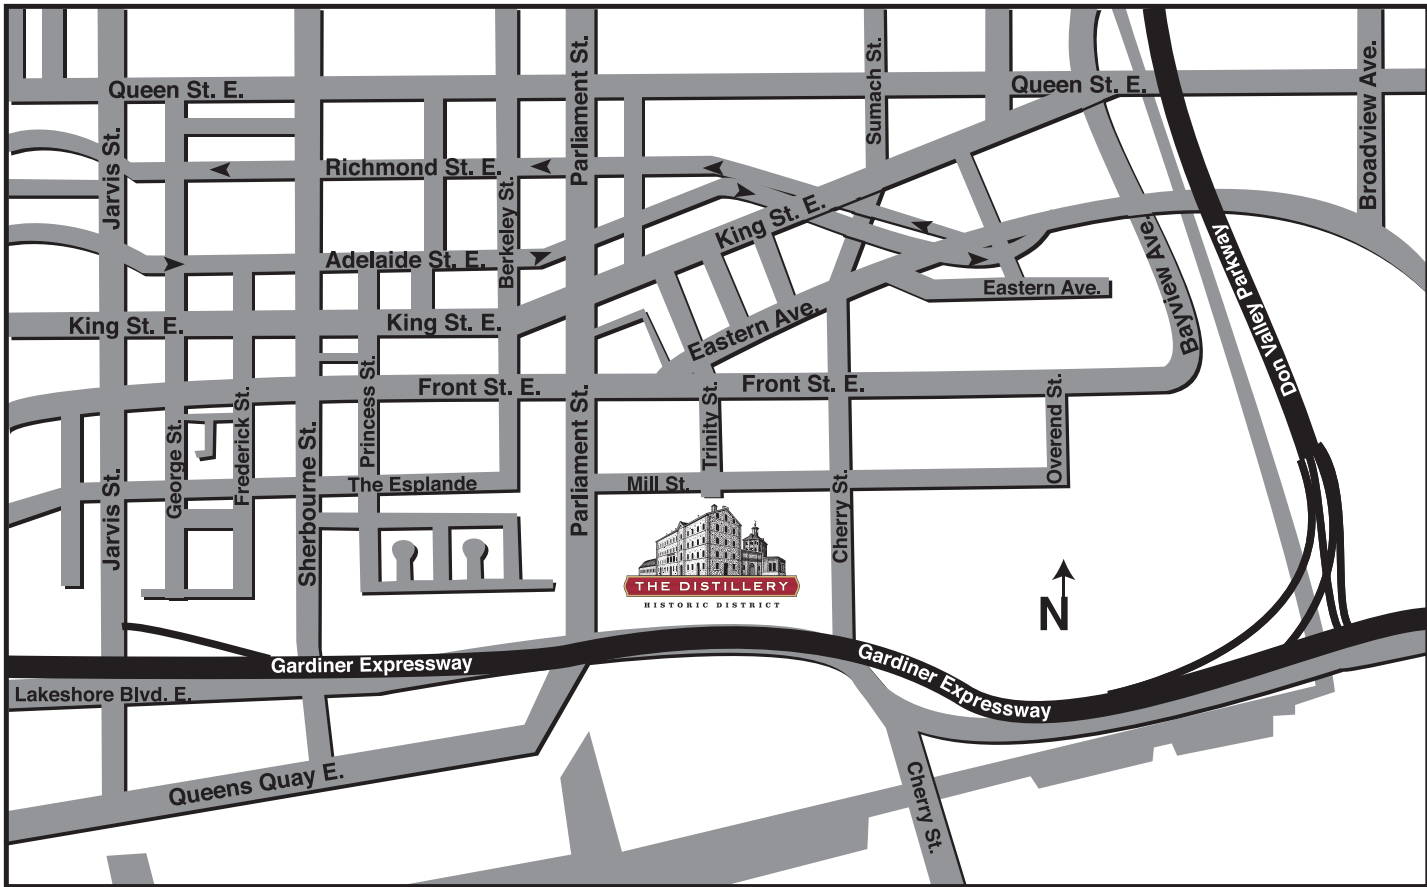 Queen St. E.
Queen St. E.
Jarvis St.
Parliament St.
Sumach St.
Broadview Ave.
Richmond St. E.
Berkeley St.
King St. E.
Adelaide St. E.
Bayview Ave.
Don Valley Parkway
Eastern Ave.
King St. E.
King St. E.
Eastern Ave.
Front St. E.
Front St. E.
Princess St.
George St.
Frederick St.
Sherbourne St.
Parliament St.
Trinity St.
Overend St.
Jarvis St.
The Esplande
Mill St.
Cherry St.
THE DISTILLERY
HISTORIC DISTRICT
N
Gardiner Expressway
Gardiner Expressway
Lakeshore Blvd. E.
Queens Quay E.
Cherry St.